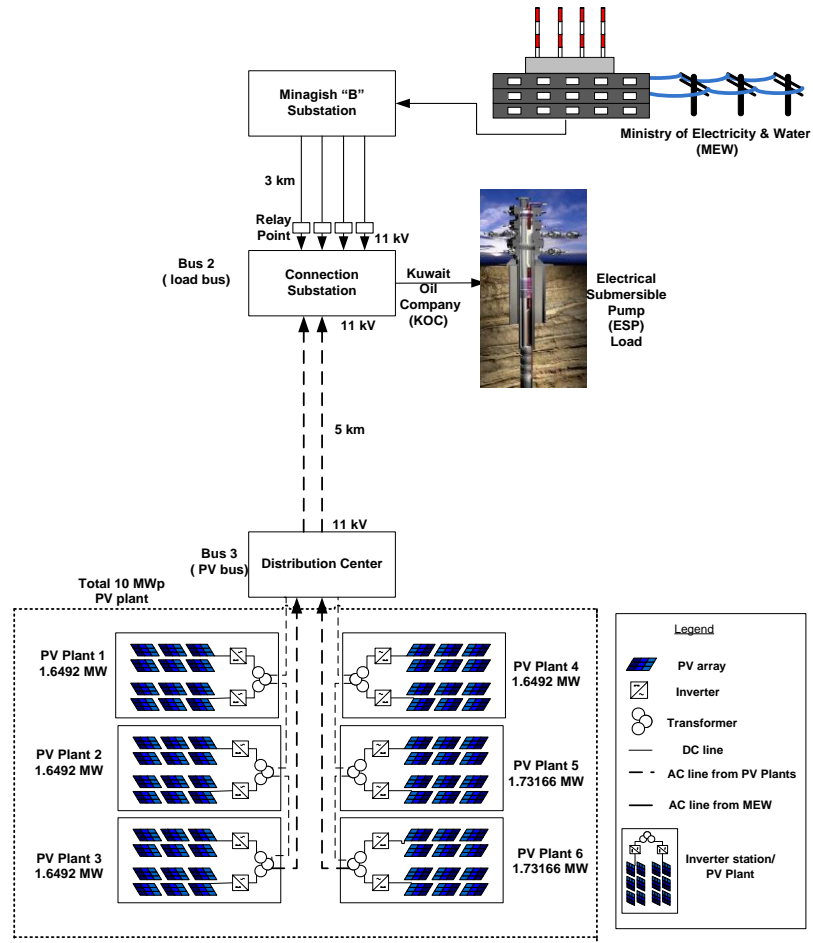 Minagish “B”
Substation
Ministry of Electricity & Water
(MEW)
3 km
Relay
Point
11 kV
Bus 2
( load bus)
Connection
Substation
Kuwait
Oil
Company
(KOC)
Electrical
Submersible
Pump
(ESP)
Load
11 kV
5 km
11 kV
Bus 3
( PV bus)
Distribution Center
Total 10 MWp
PV plant
PV Plant 1
1.6492 MW
PV Plant 4
1.6492 MW
PV Plant 2
1.6492 MW
PV Plant 5
1.73166 MW
PV Plant 3
1.6492 MW
PV Plant 6
1.73166 MW
Legend
PV array
Inverter
Transformer
DC line
AC line from PV Plants
AC line from MEW
Inverter station/
PV Plant